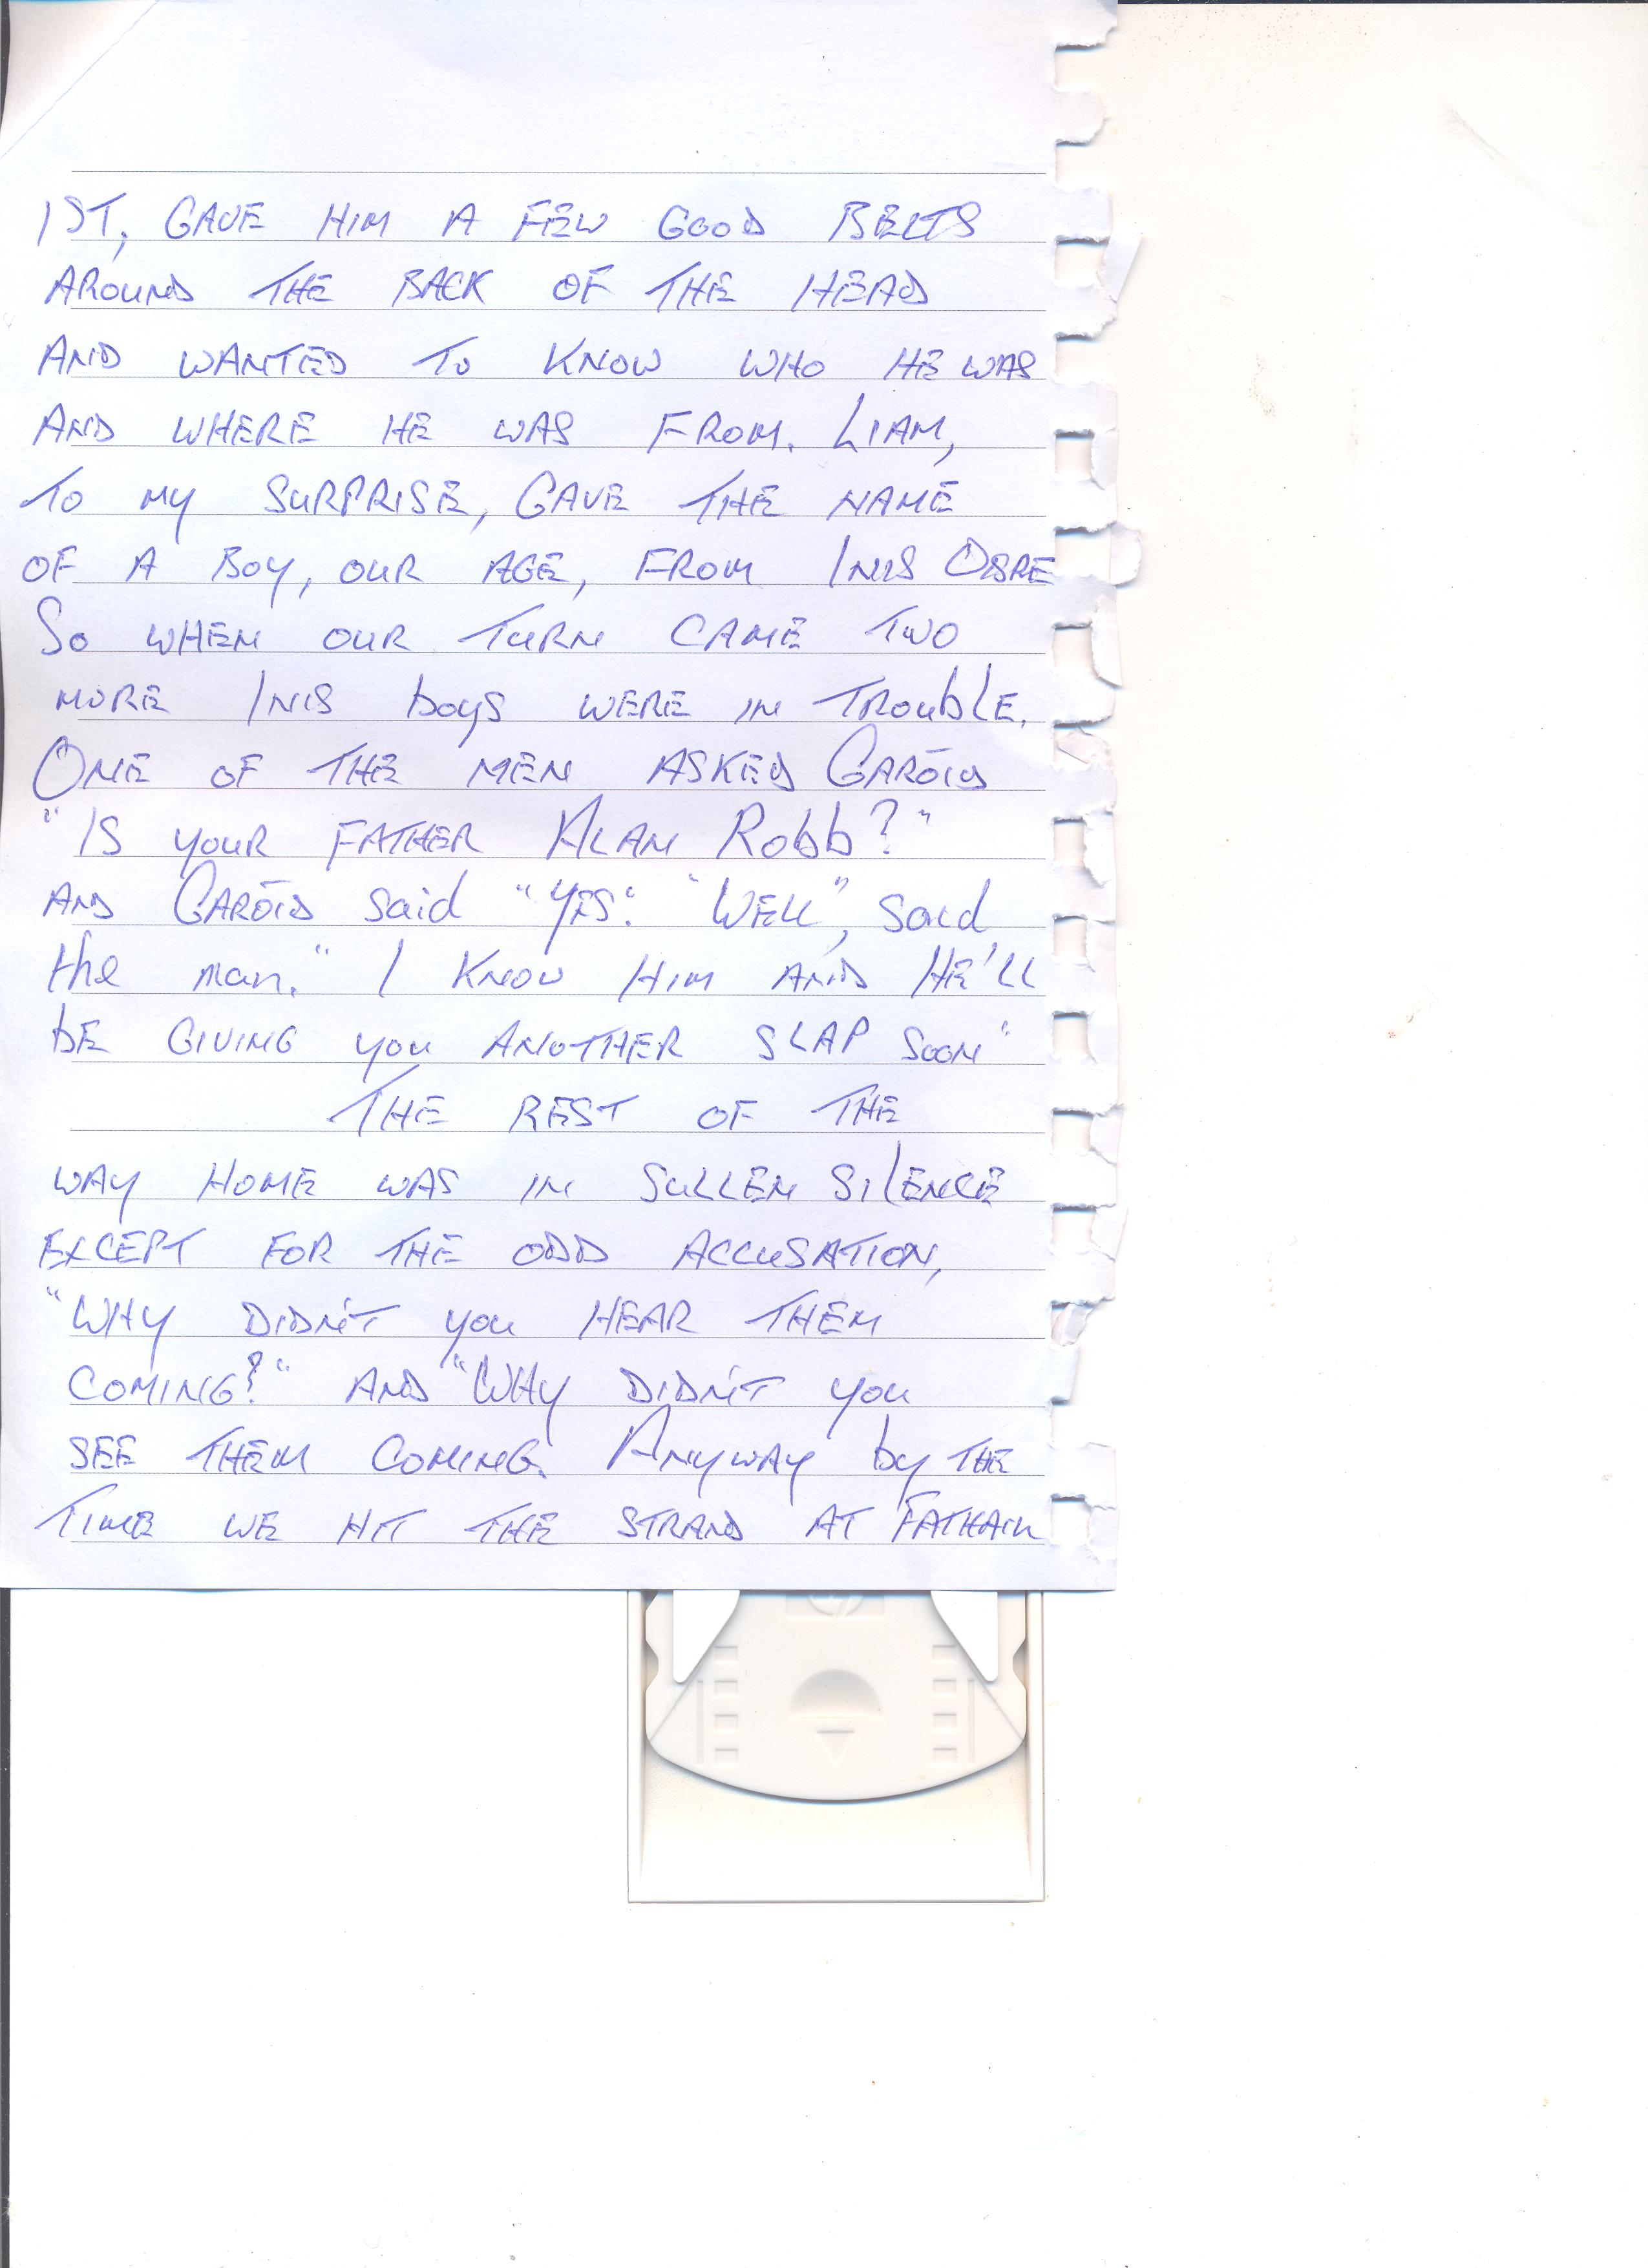 1ST, GAVE HIM A FEW GOOD BELTS
AROUND THE BACK OF THE HEAD
AND WANTED TO KNOW WHO HE WAS
AND WHERE HE WAS FROM. LIAM,
TO MY SURPRISE, GAVE THE NAME
OF A BOY, OUR AGE, FROM INIS
SO WHEN OUR TURN CAME TWO
MORE INIS boys WERE IN TRoubLE.
ONE OF THE MEN ASKED GARÓID
"IS youR FATHER ALAN Robb?"
AND GARÓID said "YES". "WELL", said
the man. "I KNOW HIM AND HE'LL
bE GIVING you ANOTHER SLAP SOON"
THE REST OF THE
WAY HOME WAS IN SULLEN SILENCE
EXCEPT FOR THE ODD ACCUSATION,
"WHY DIDN'T you HEAR THEM
COMING?" AND "WHY DIDN'T you
SEE THEM COMING. ANYWAY by THE
TIME WE HIT THE STRAND AT